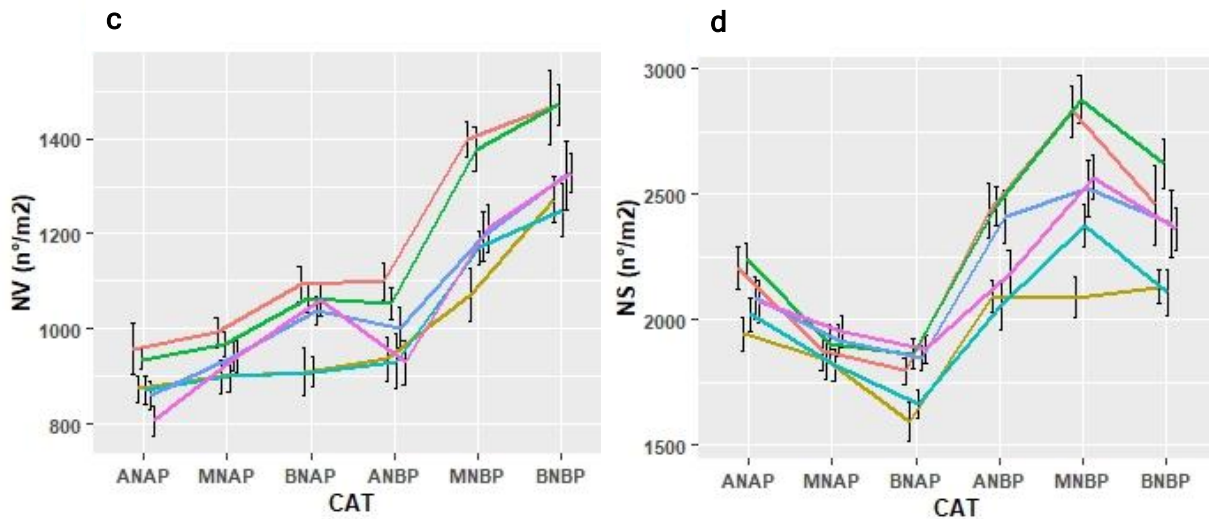 c
NV (n°/m2)
1400
1200
1000
800
ANAP MNAP BNAP ANBP MNBP BNBP
CAT
d
NS (n°/m2)
3000
2500
2000
1500
ANAP MNAP BNAP ANBP MNBP BNBP
CAT